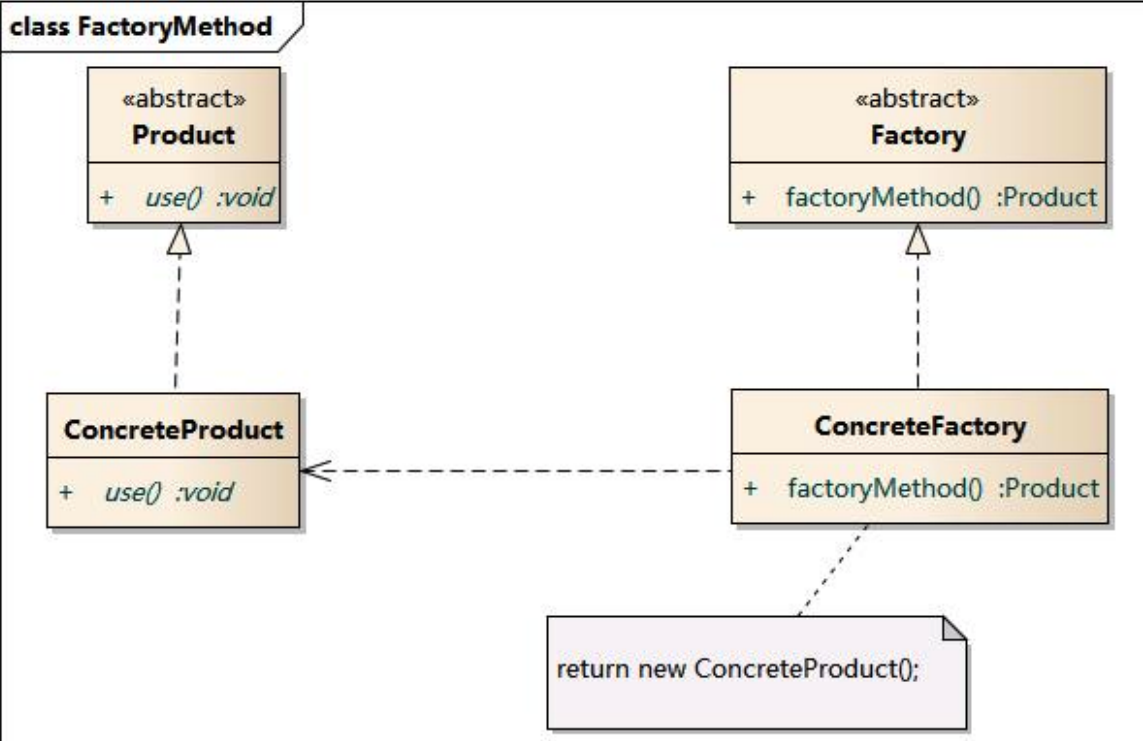 class FactoryMethod
«abstract»
Product
+ use() :void
«abstract»
Factory
+ factoryMethod() :Product
ConcreteProduct
+ use() :void
ConcreteFactory
+ factoryMethod() :Product
return new ConcreteProduct();